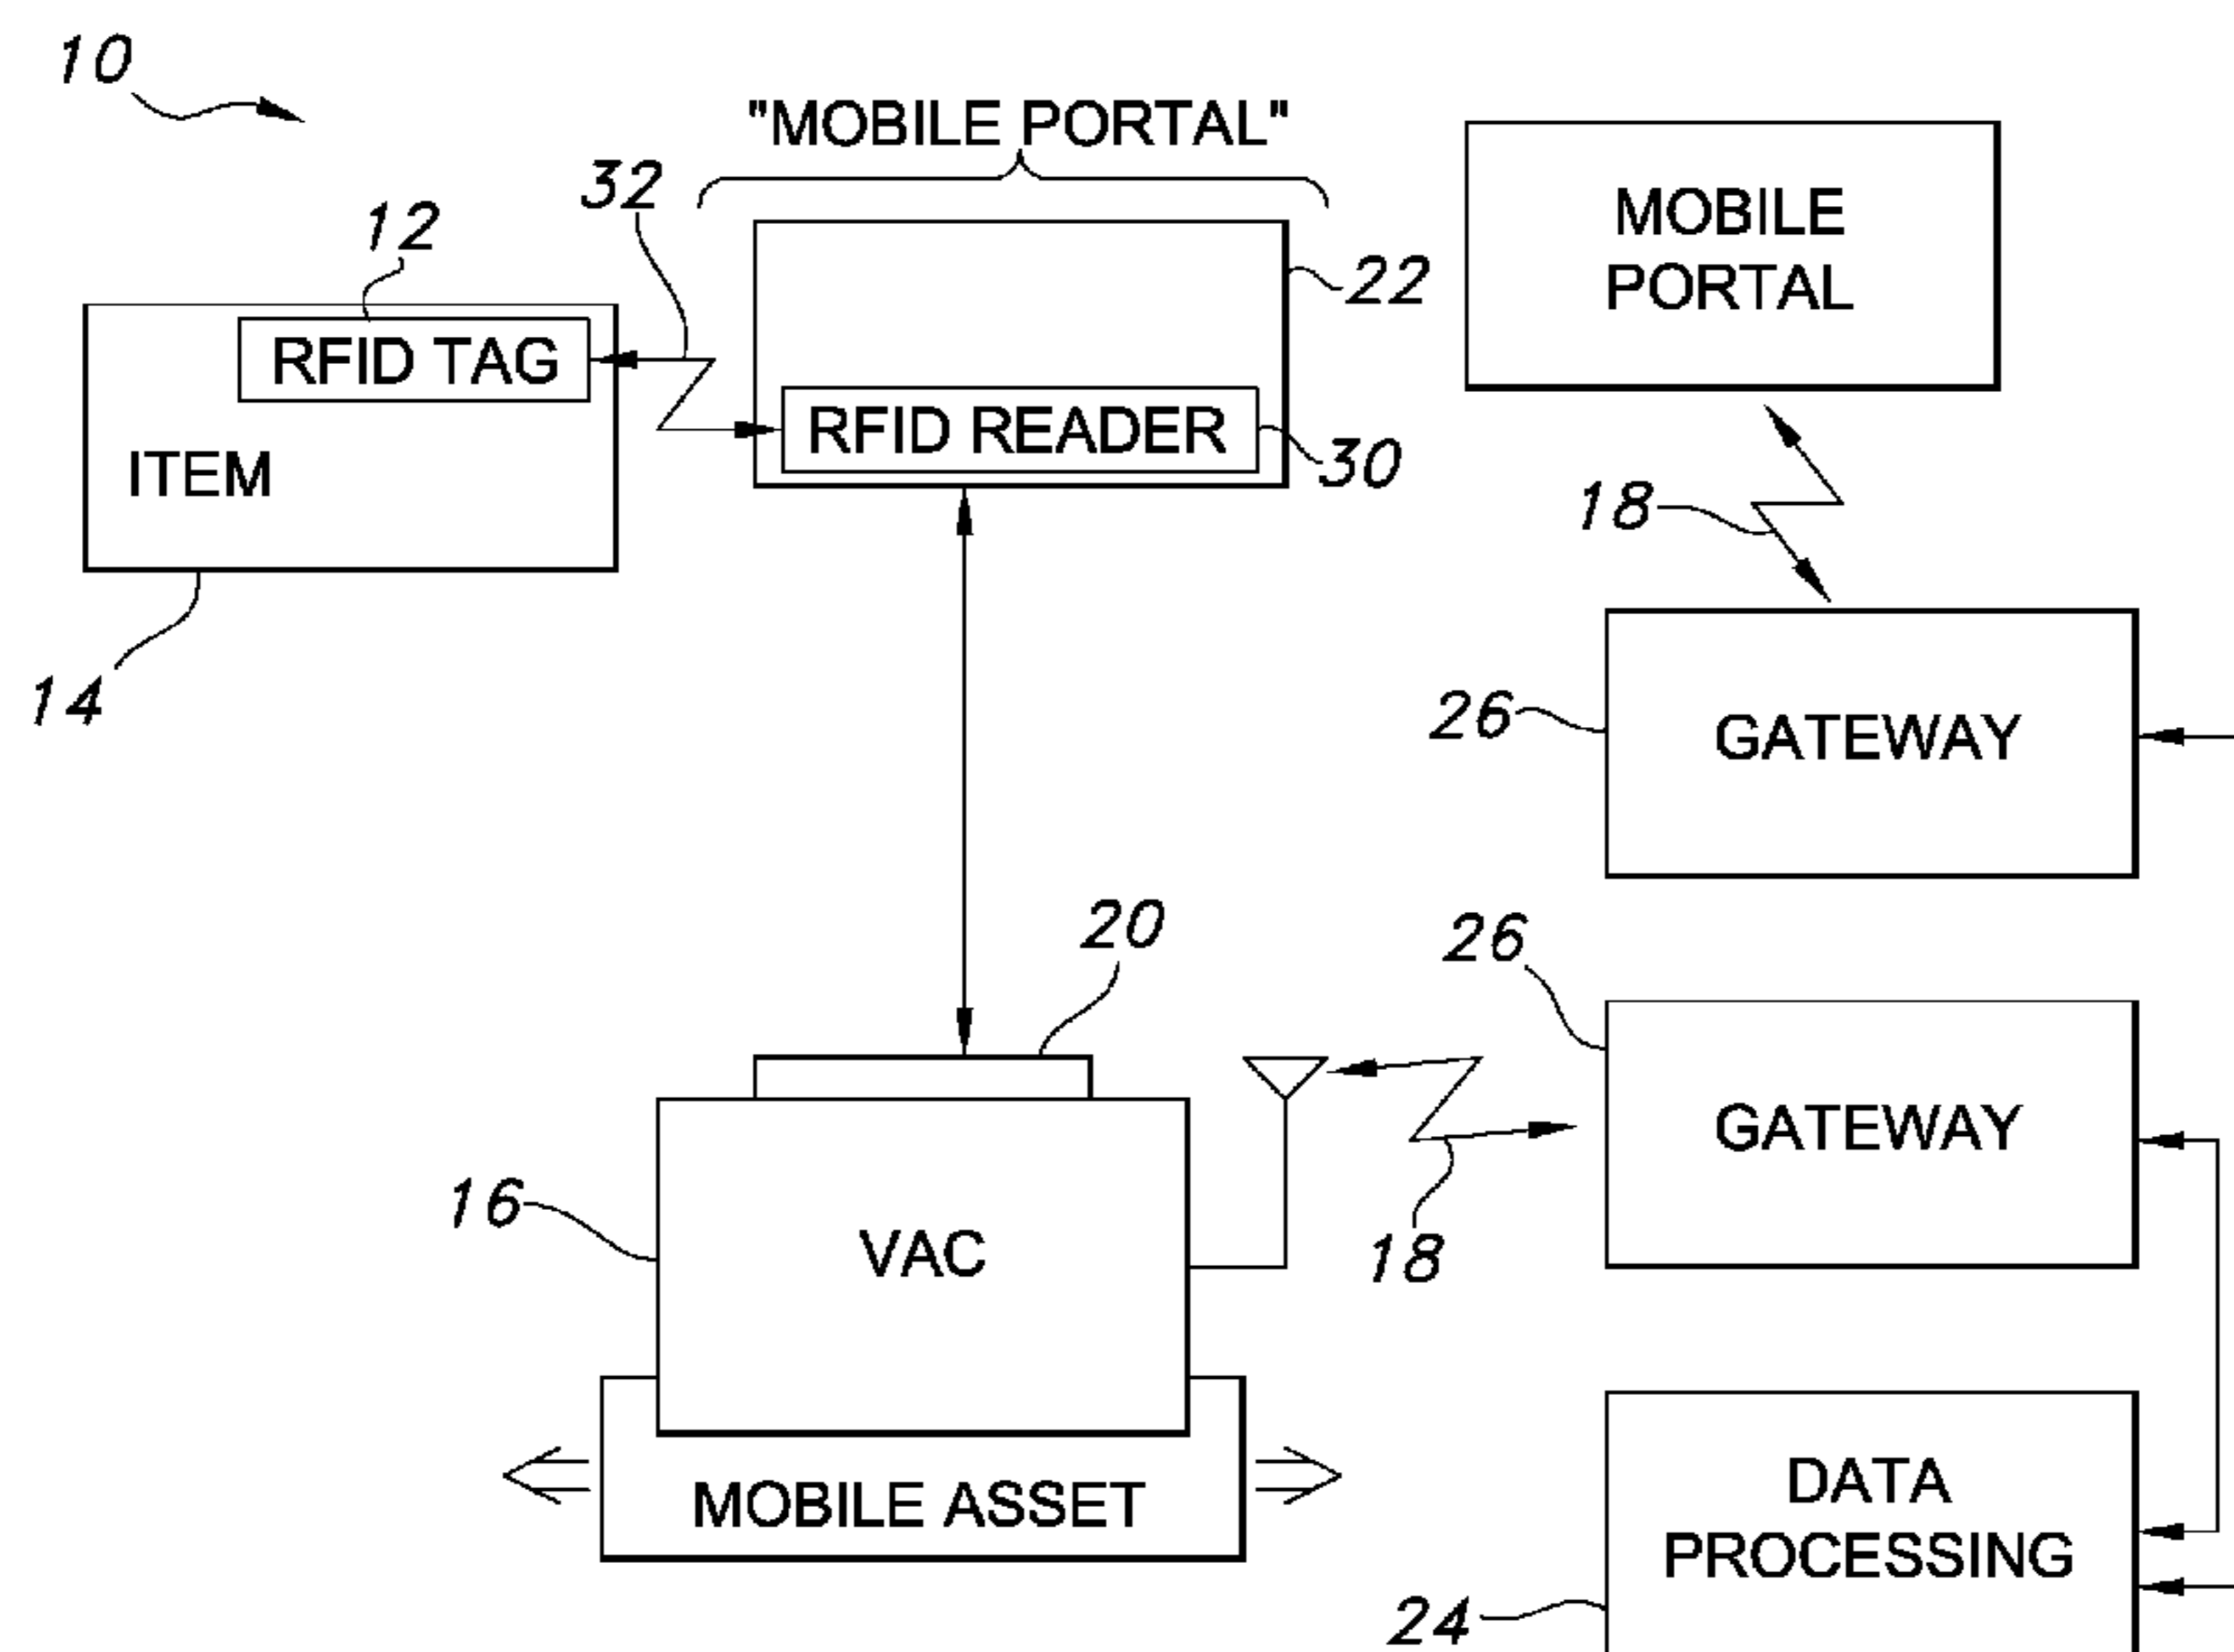 10
"MOBILE PORTAL"
MOBILE
PORTAL
32
12
22
RFID TAG
RFID READER
30
ITEM
18
14
26
GATEWAY
20
26
GATEWAY
16
VAC
18
MOBILE ASSET
DATA
PROCESSING
24